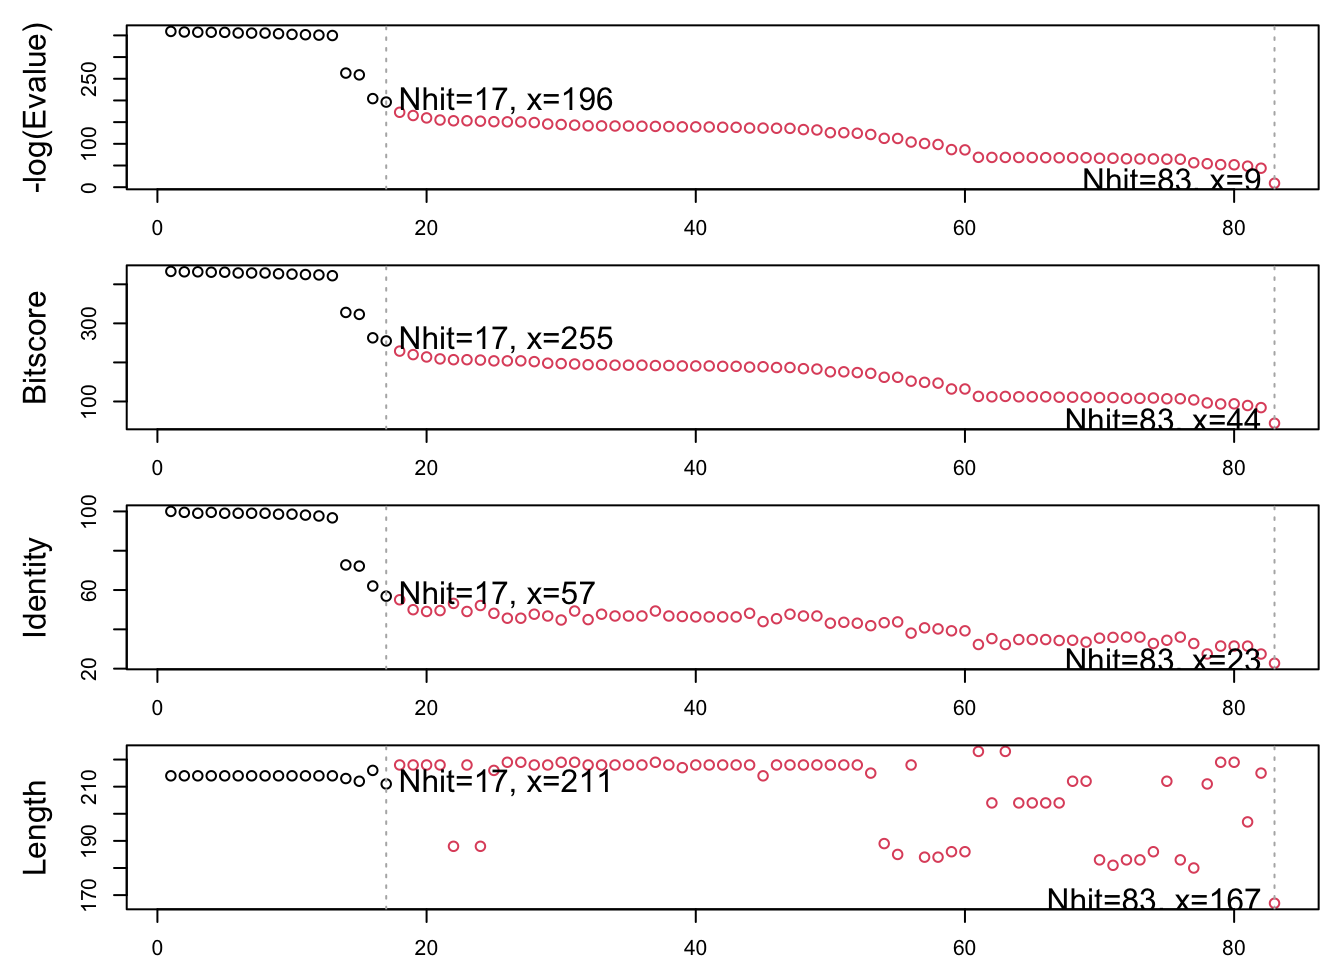 -log(Evalue)
250
100
0
Nhit=17, x=196
Nhit=83, x=9
0 20 40 60 80
Bitscore
300
100
Nhit=17, x=255
Nhit=83, x=44
0 20 40 60 80
Identity
100
60
20
Nhit=17, x=57
Nhit=83, x=23
0 20 40 60 80
Length
210
190
170
Nhit=17, x=211
Nhit=83, x=167
0 20 40 60 80